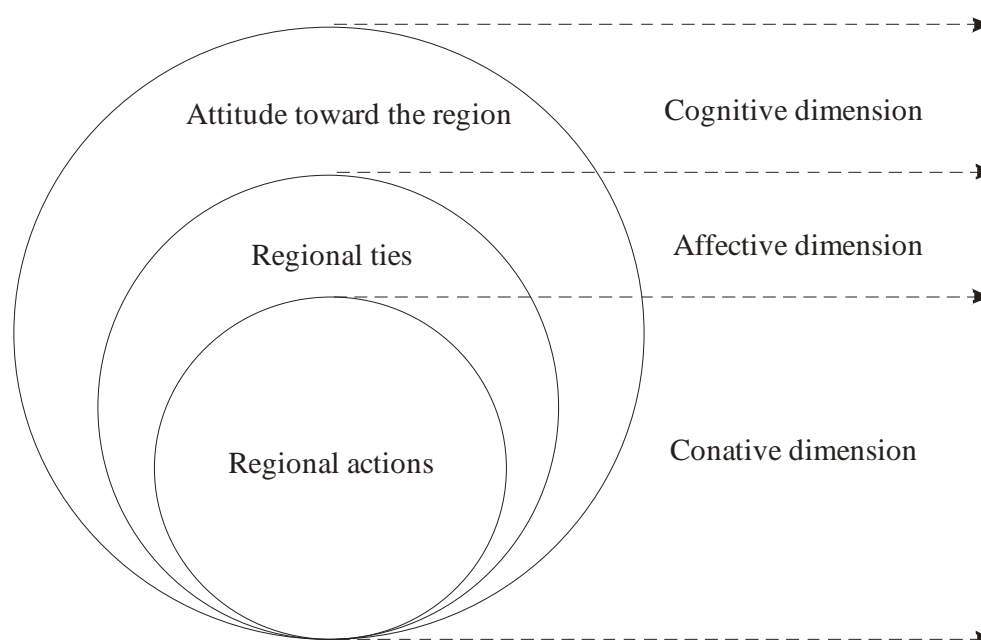 Attitude toward the region
Cognitive dimension
Regional ties
Affective dimension
Regional actions
Conative dimension